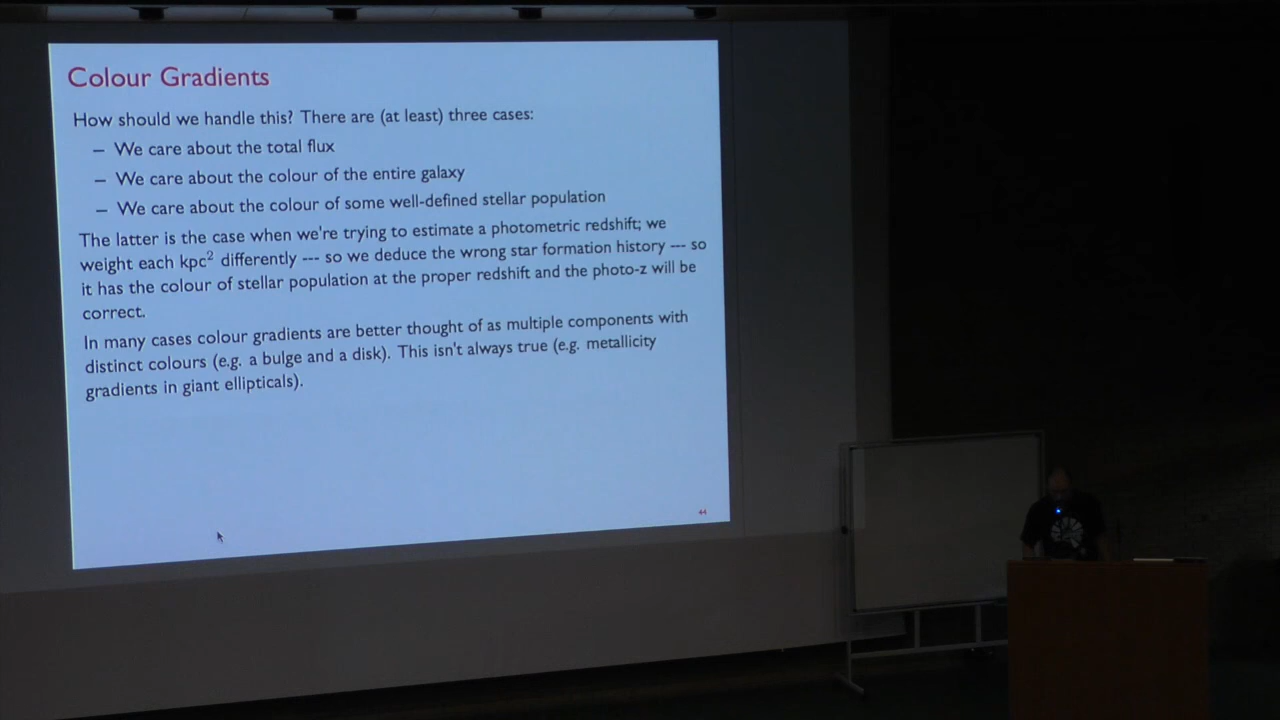 Colour Gradients
How should we handle this? There are (at least) three cases:
– We care about the total flux
– We care about the colour of the entire galaxy
– We care about the colour of some well-defined stellar population
The latter is the case when we're trying to estimate a photometric redshift; we
weight each kpc² differently --- so we deduce the wrong star formation history --- so
it has the colour of stellar population at the proper redshift and the photo-z will be
correct.
In many cases colour gradients are better thought of as multiple components with
distinct colours (e.g. a bulge and a disk). This isn't always true (e.g. metallicity
gradients in giant ellipticals).
44